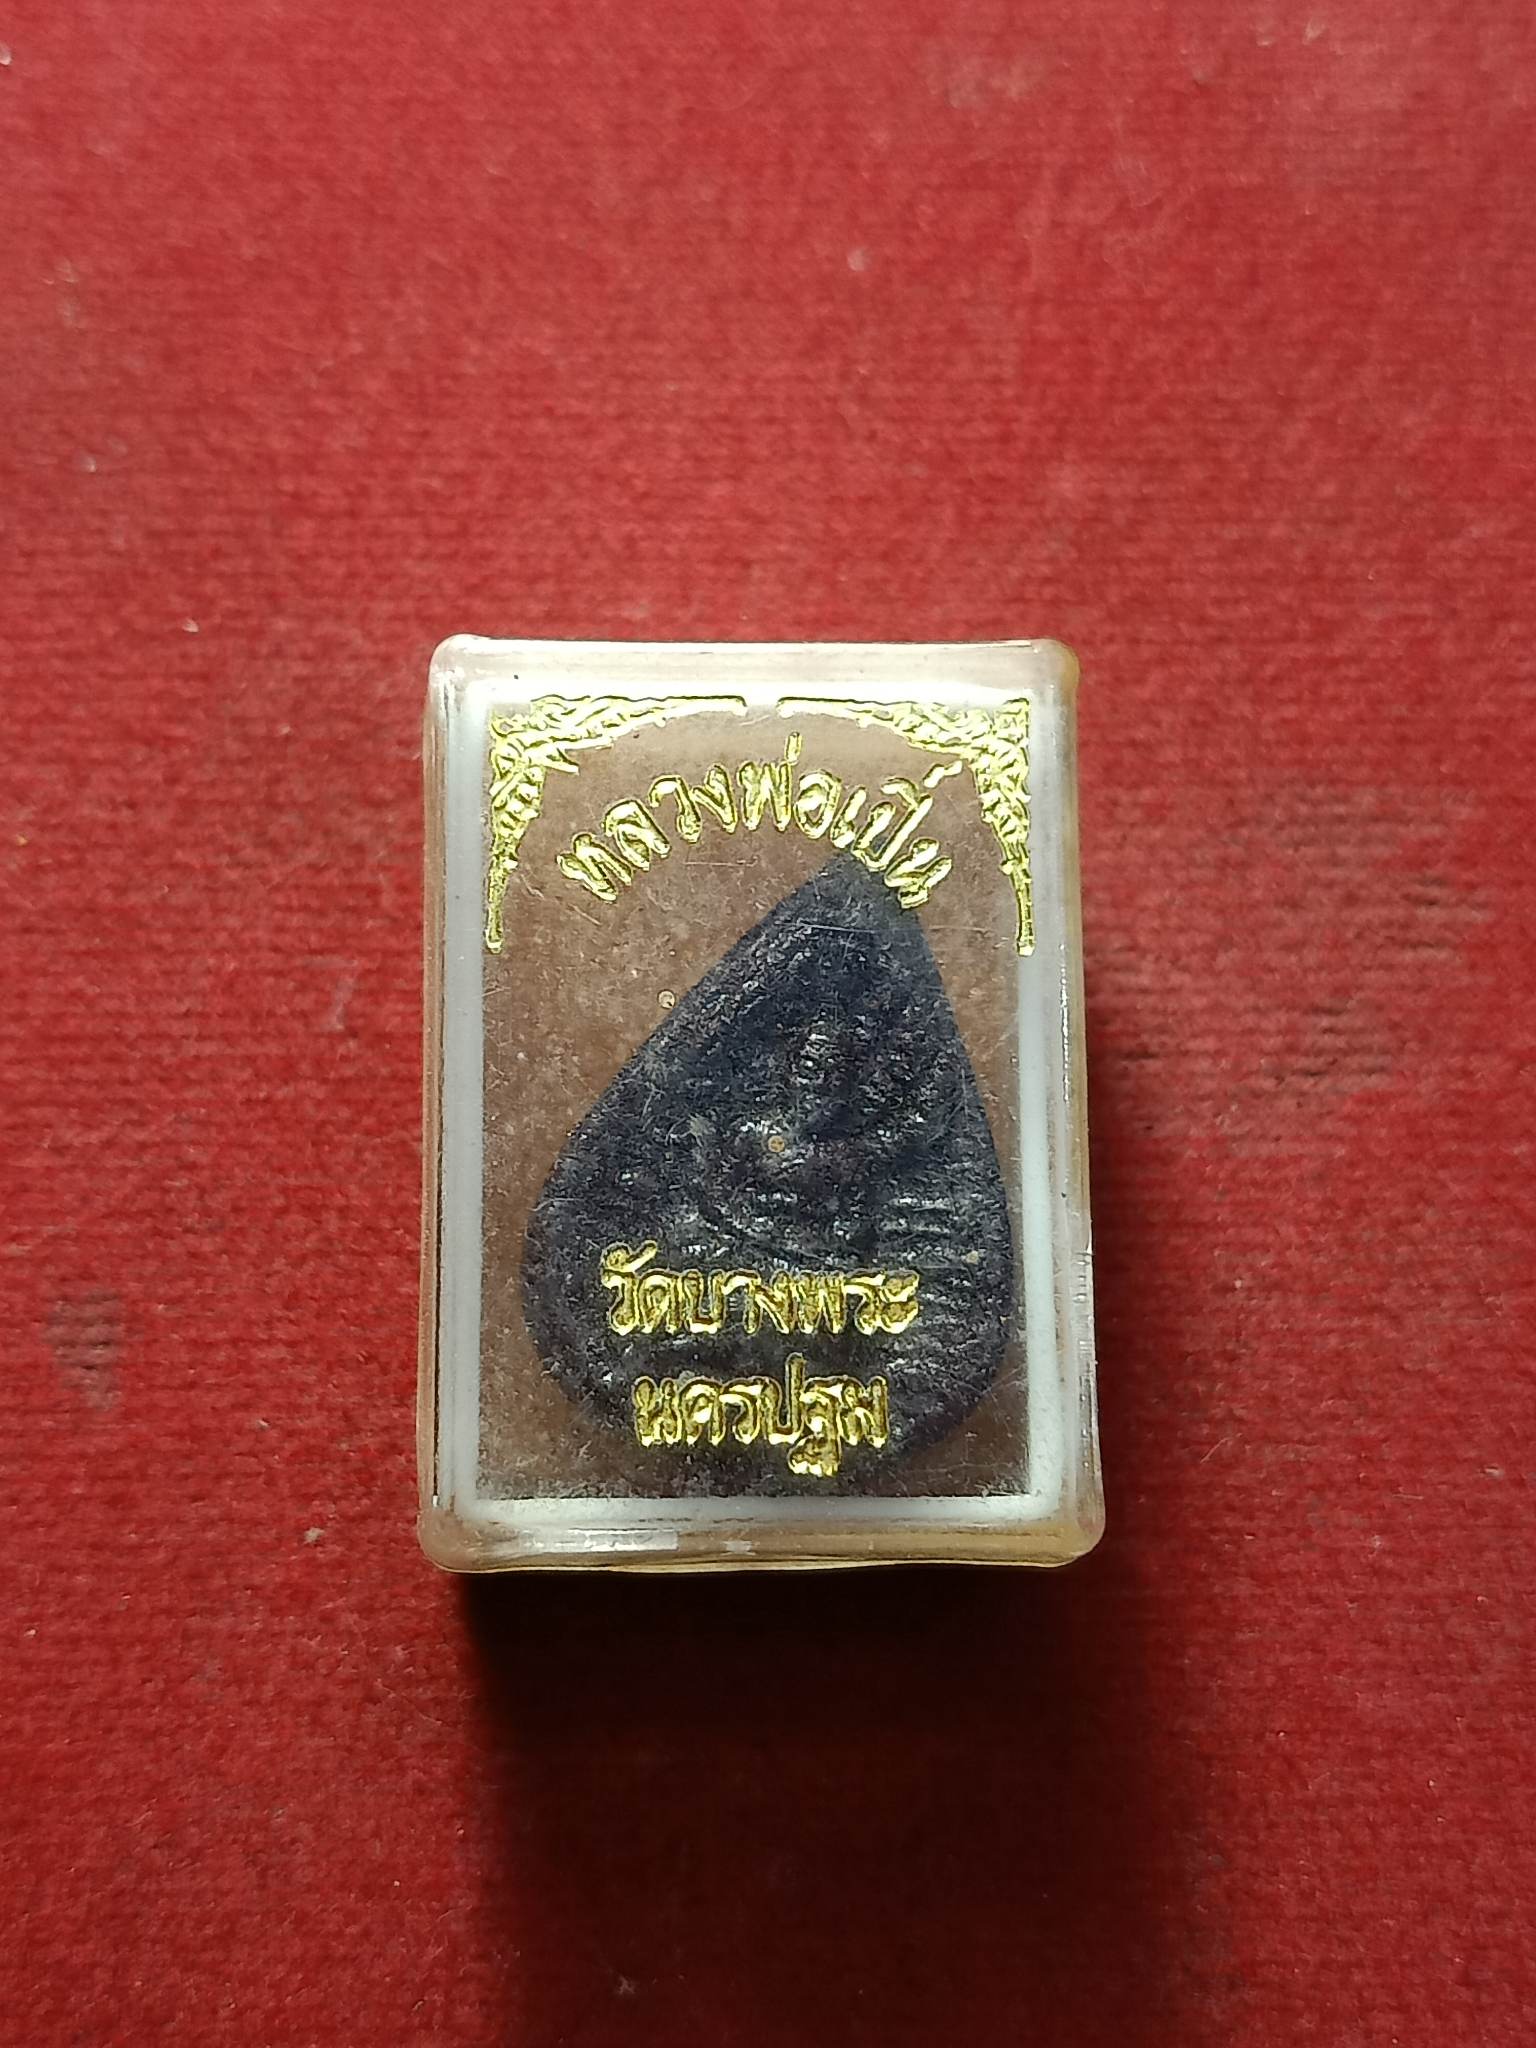 หลวงพ่อเปิ่น
วัดบางพระ
นครปฐม